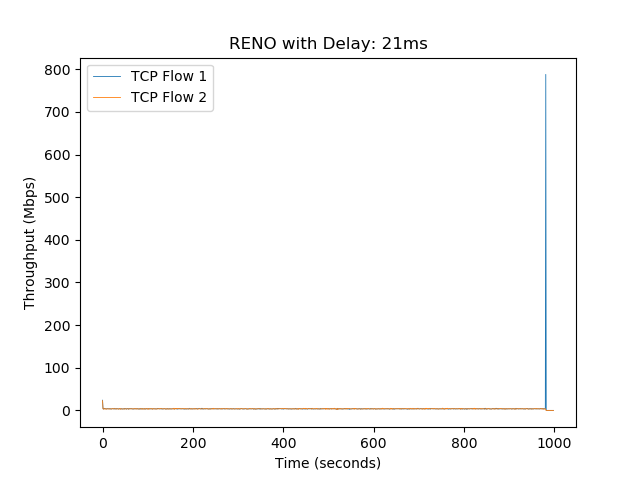 RENO with Delay: 21ms
TCP Flow 1
TCP Flow 2
800
700
600
500
400
300
200
100
0
Throughput (Mbps)
0 200 400 600 800 1000
Time (seconds)